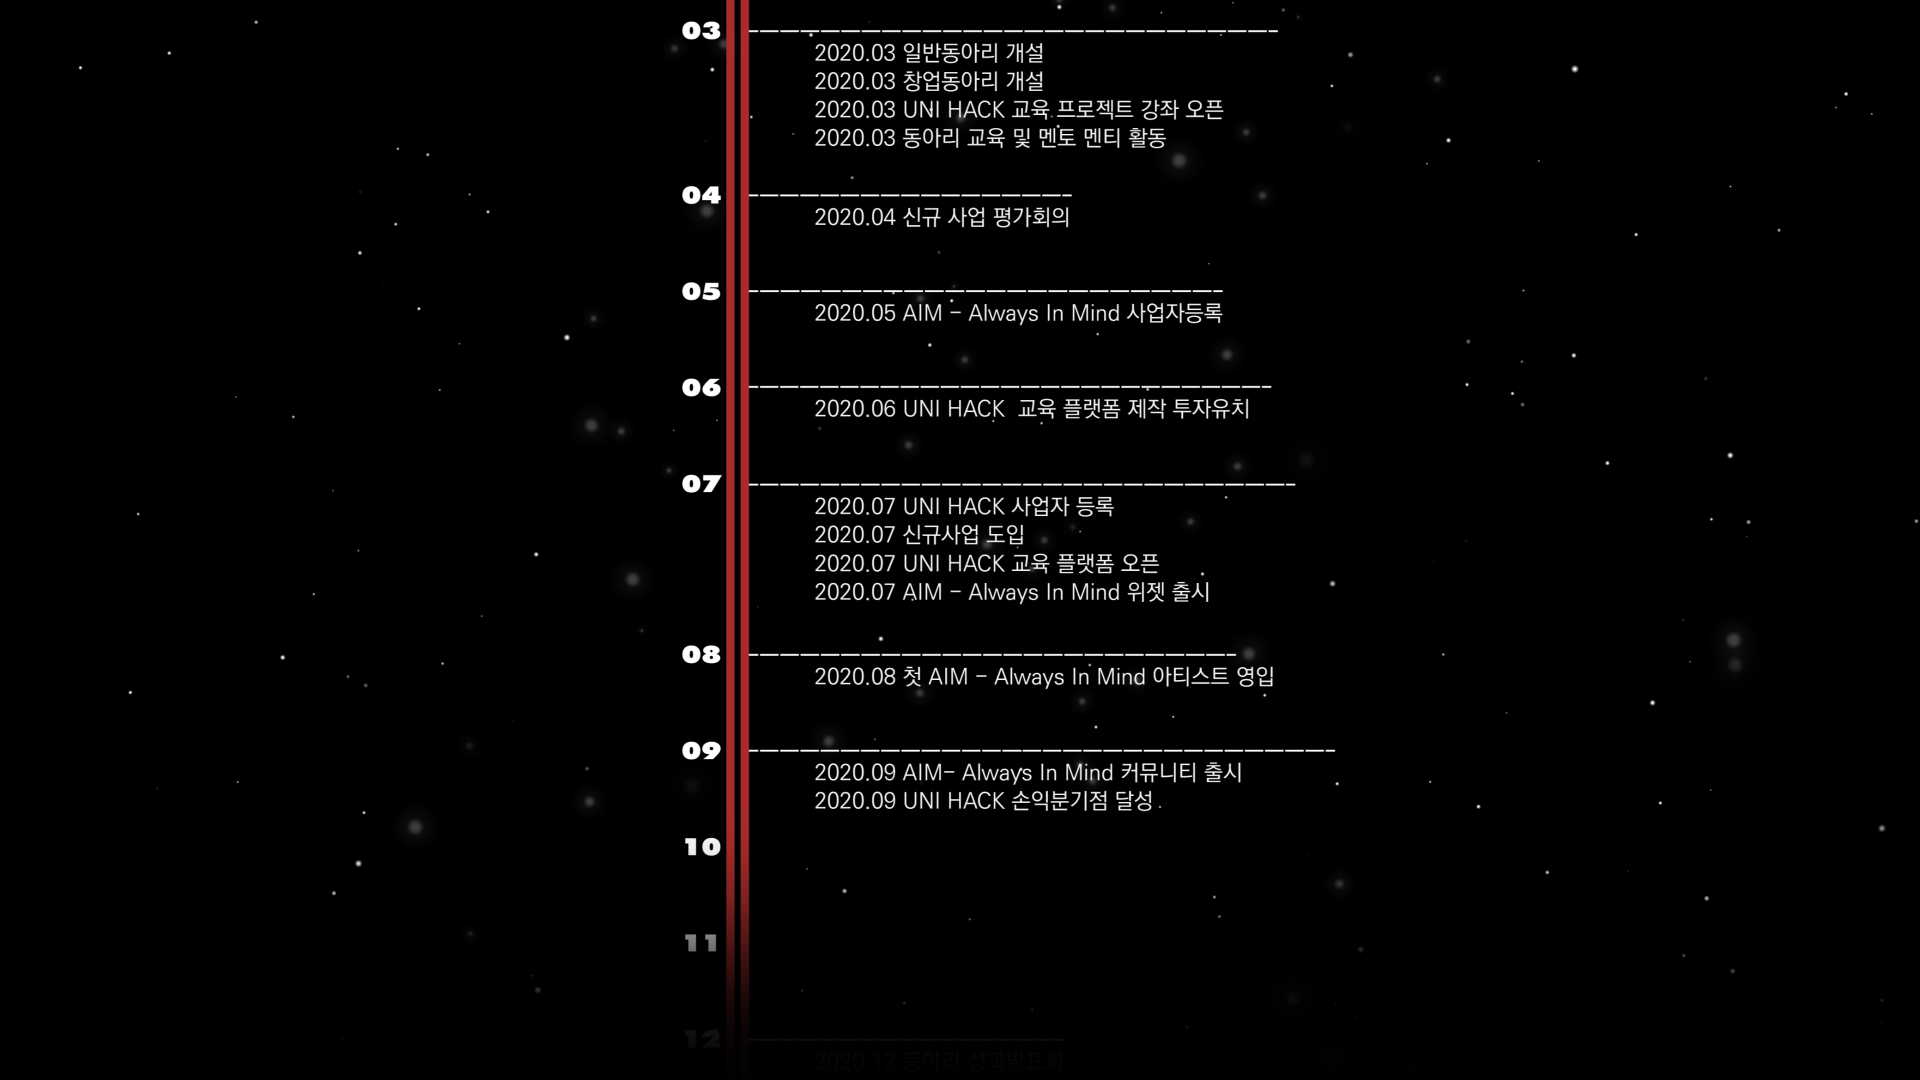 03
2020.03 일반동아리 개설
2020.03 창업동아리 개설
2020.03 UNI HACK 교육 프로젝트 강좌 오픈
2020.03 동아리 교육 및 멘토 멘티 활동
04
2020.04 신규 사업 평가회의
05
2020.05 AIM - Always In Mind 사업자등록
06
2020.06 UNI HACK  교육 플랫폼 제작 투자유치
07
2020.07 UNI HACK 사업자 등록
2020.07 신규사업 도입
2020.07 UNI HACK 교육 플랫폼 오픈
2020.07 AIM - Always In Mind 위젯 출시
08
2020.08 첫 AIM - Always In Mind 아티스트 영입
09
2020.09 AIM- Always In Mind 커뮤니티 출시
2020.09 UNI HACK 손익분기점 달성
10
11
12
2020.12 동아리 성과발표회